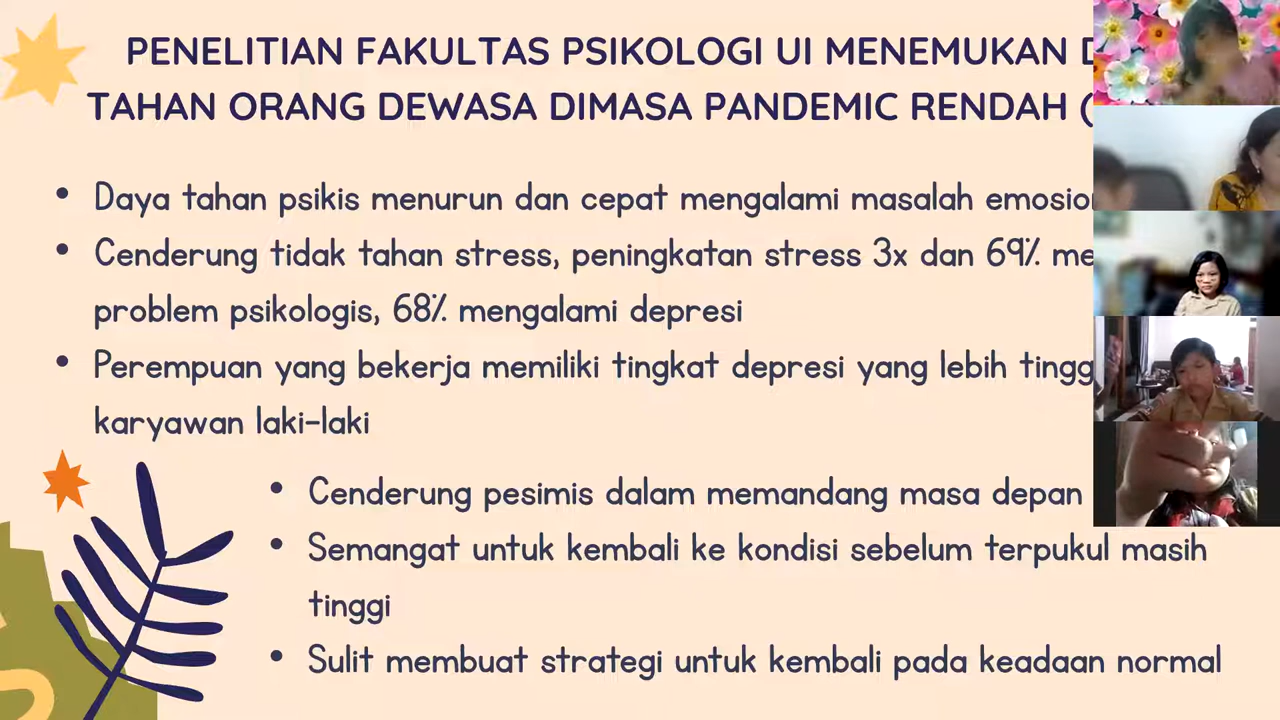 PENELITIAN FAKULTAS PSIKOLOGI UI MENEMUKAN
TAHAN ORANG DEWASA DIMASA PANDEMIC RENDAH (
• Daya tahan psikis menurun dan cepat mengalami masalah
• Cenderung tidak tahan stress, peningkatan stress 3x dan 69%
problem psikologis, 68% mengalami depresi
• Perempuan yang bekerja memiliki tingkat depresi yang lebih
karyawan laki-laki
• Cenderung pesimis dalam memandang masa depan
• Semangat untuk kembali ke kondisi sebelum terpukul masih
tinggi
• Sulit membuat strategi untuk kembali pada keadaan normal